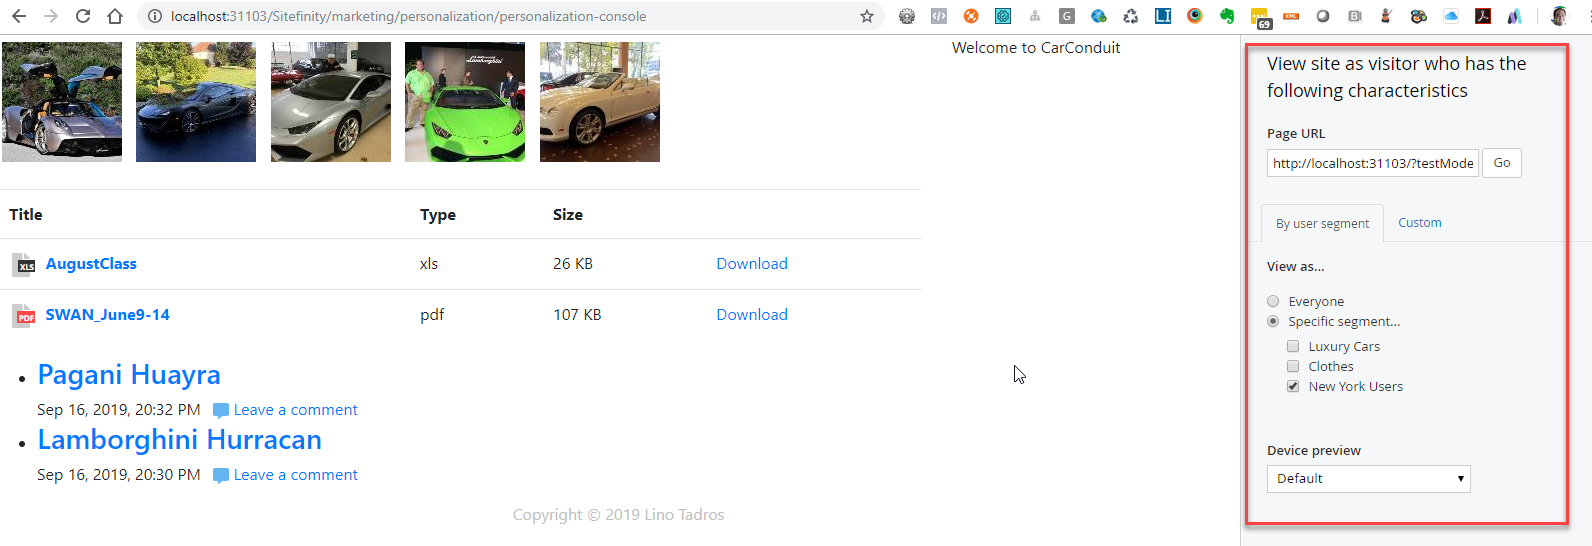 localhost:31103/Sitefinity/marketing/personalization/personalization-console
69
Welcome to CarConduit
Title Type Size
XLS AugustClass xls 26 KB Download
PDF SWAN_June9-14 pdf 107 KB Download
Pagani Huayra
Sep 16, 2019, 20:32 PM Leave a comment
Lamborghini Hurracan
Sep 16, 2019, 20:30 PM Leave a comment
Copyright © 2019 Lino Tadros
View site as visitor who has the
following characteristics
Page URL
http://localhost:31103/?testMode Go
By user segment Custom
View as...
Everyone
Specific segment...
Luxury Cars
Clothes
New York Users
Device preview
Default